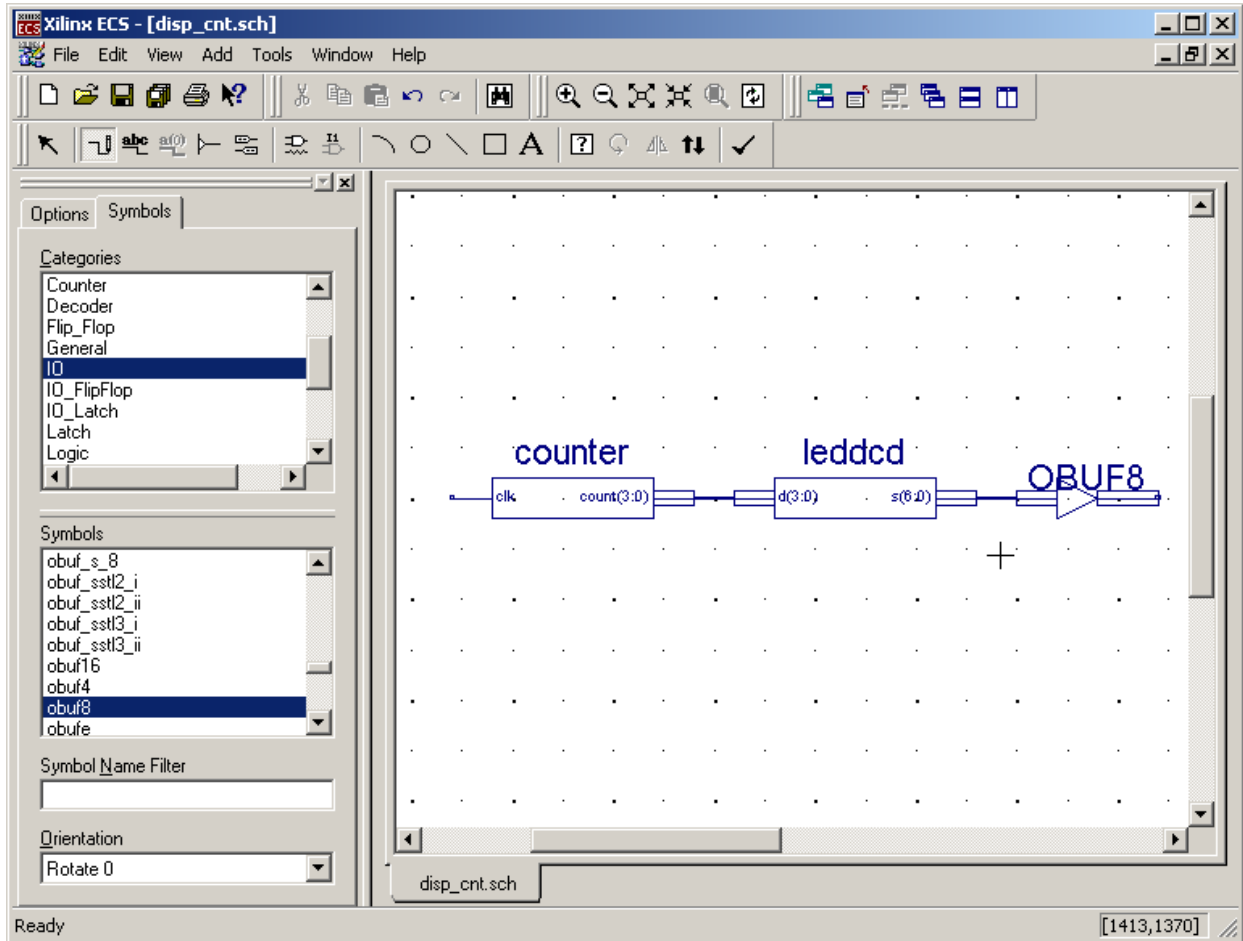 Xilinx ECS - [disp_cnt.sch]
File Edit View Add Tools Window Help
Options Symbols
Categories
Counter
Decoder
Flip_Flop
General
IO
IO_FlipFlop
IO_Latch
Latch
Logic
Symbols
obuf_s_8
obuf_sstl2_i
obuf_sstl2_ii
obuf_sstl3_i
obuf_sstl3_ii
obuf16
obuf4
obuf8
obufe
Symbol Name Filter
Orientation
Rotate 0
counter leddcd OBUF8
clk count(3:0) d(3:0) s(6:0)
disp_cnt.sch
Ready [1413,1370]